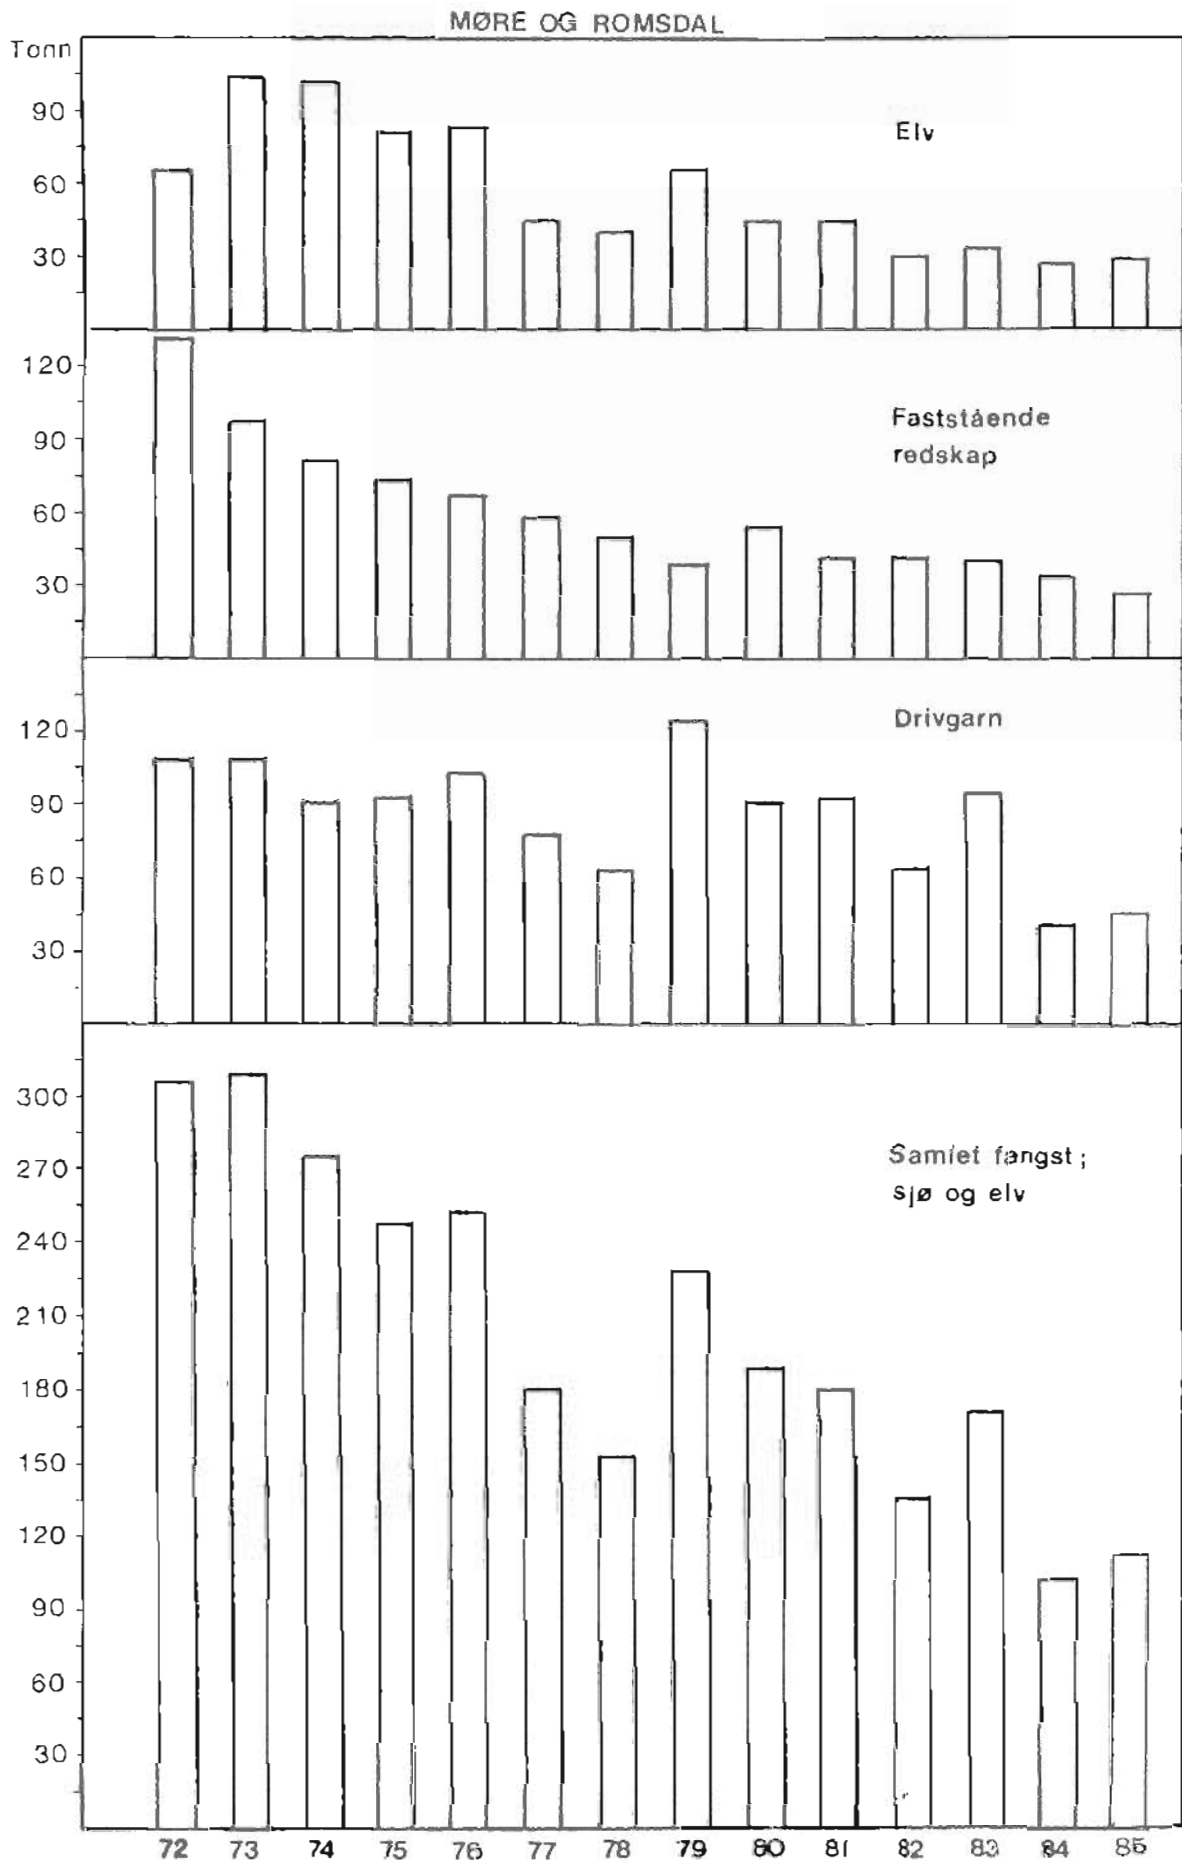 MØRE OG ROMSDAL
Tonn
90
60
30
Elv
120
90
60
30
Faststående
redskap
120
90
60
30
Drivgarn
300
270
240
210
180
150
120
90
60
30
Samlet fangst;
sjø og elv
72 73 74 75 76 77 78 79 80 81 82 83 84 85